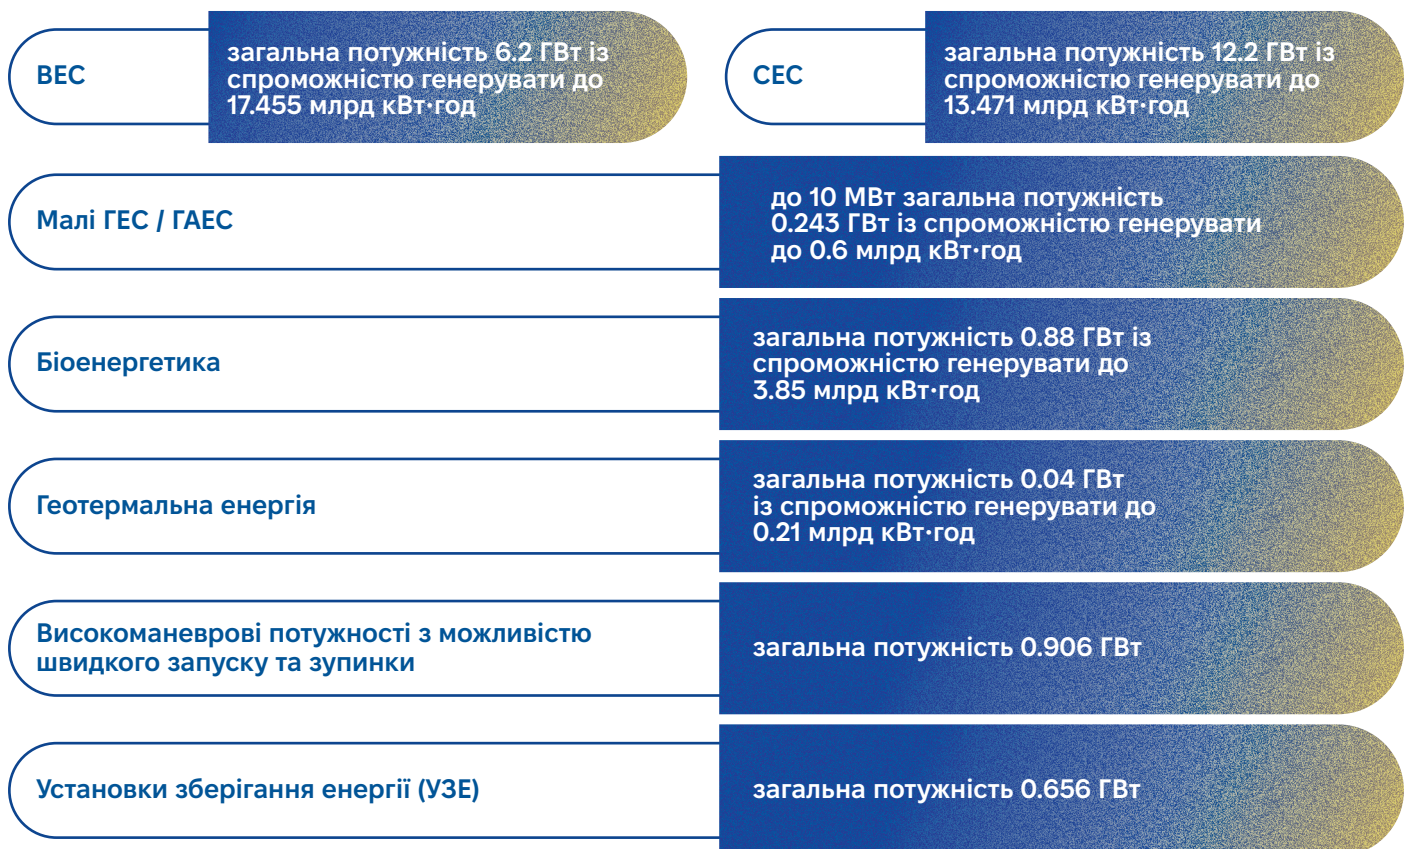 ВЕС
загальна потужність 6.2 ГВт із
спроможністю генерувати до
17.455 млрд кВт·год
СЕС
загальна потужність 12.2 ГВт із
спроможністю генерувати до
13.471 млрд кВт·год
Малі ГЕС / ГАЕС
до 10 МВт загальна потужність
0.243 ГВт із спроможністю генерувати
до 0.6 млрд кВт·год
Біоенергетика
загальна потужність 0.88 ГВт із
спроможністю генерувати до
3.85 млрд кВт·год
Геотермальна енергія
загальна потужність 0.04 ГВт
із спроможністю генерувати до
0.21 млрд кВт·год
Високоманеврові потужності з можливістю
швидкого запуску та зупинки
загальна потужність 0.906 ГВт
Установки зберігання енергії (УЗЕ)
загальна потужність 0.656 ГВт